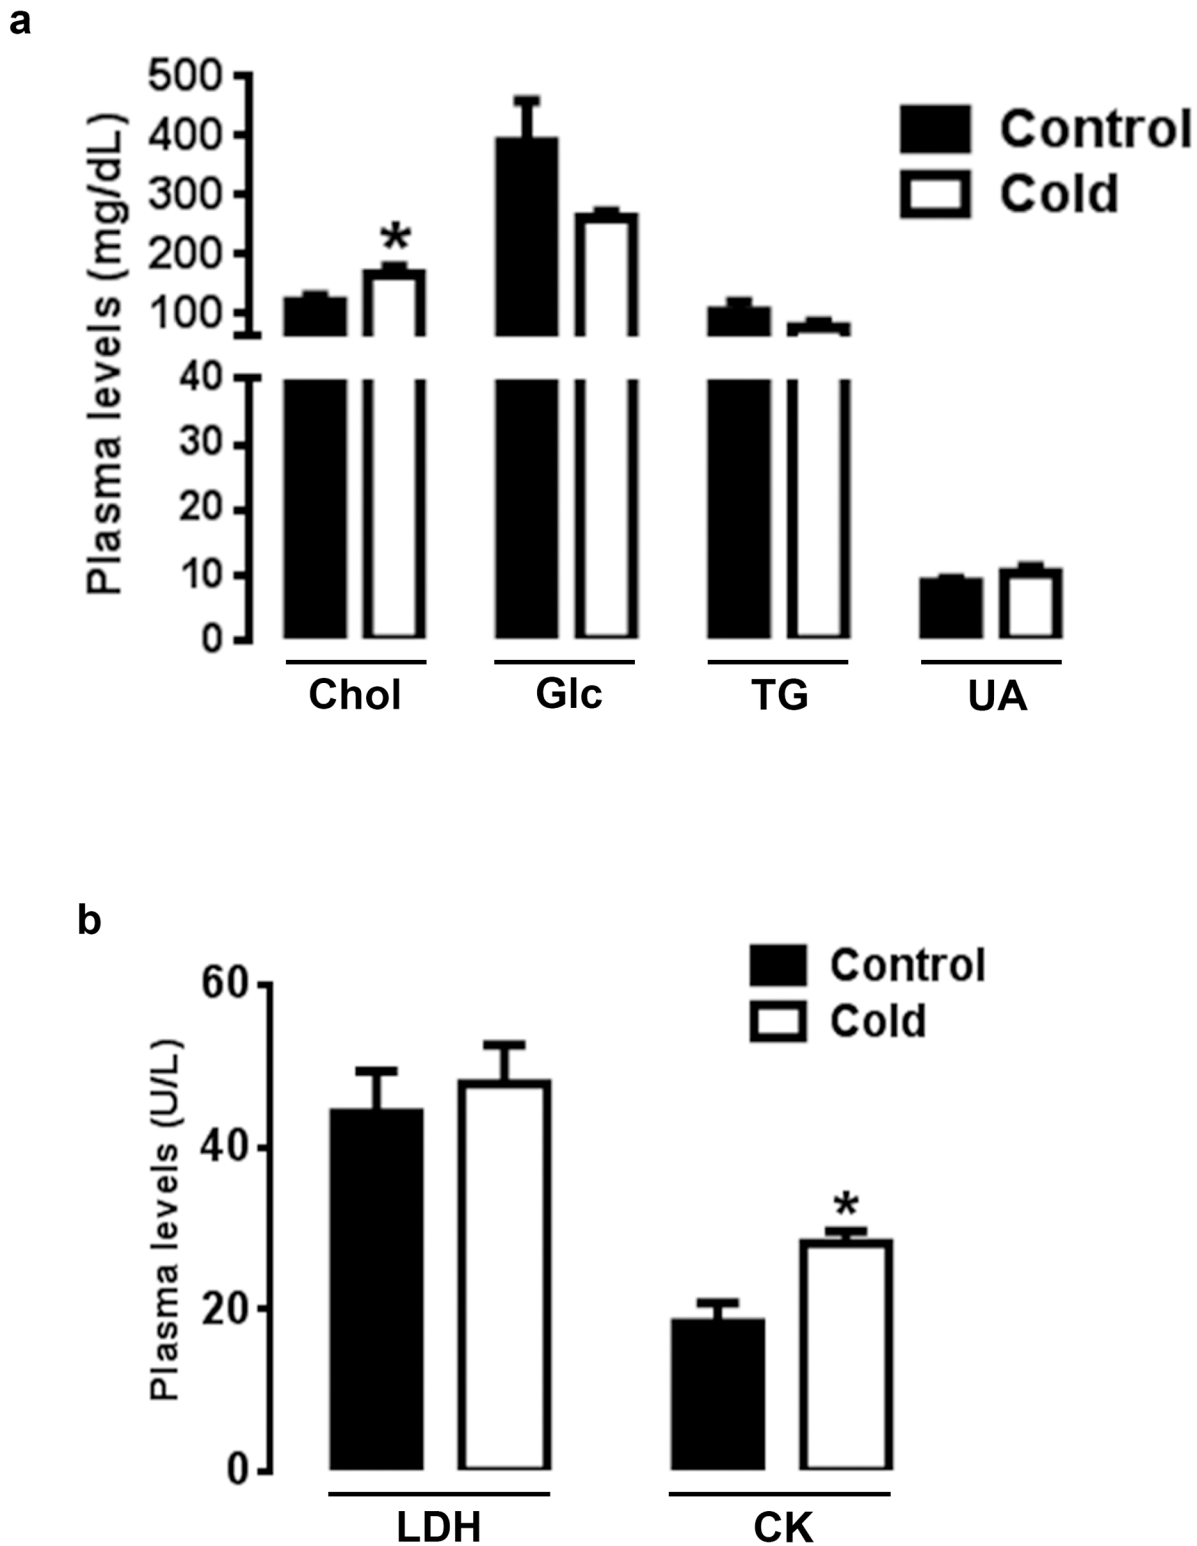 a
Plasma levels (mg/dL)
500
400
300
200
100
40
30
20
10
0
*
Control
Cold
Chol
Glc
TG
UA
b
Plasma levels (U/L)
60
40
20
0
*
Control
Cold
LDH
CK